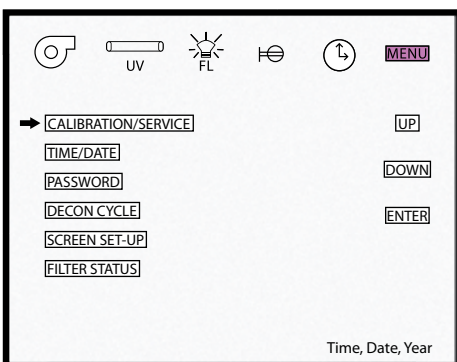 UV
FL
MENU
CALIBRATION/SERVICE
UP
TIME/DATE
DOWN
PASSWORD
DECON CYCLE
ENTER
SCREEN SET-UP
FILTER STATUS
Time, Date, Year